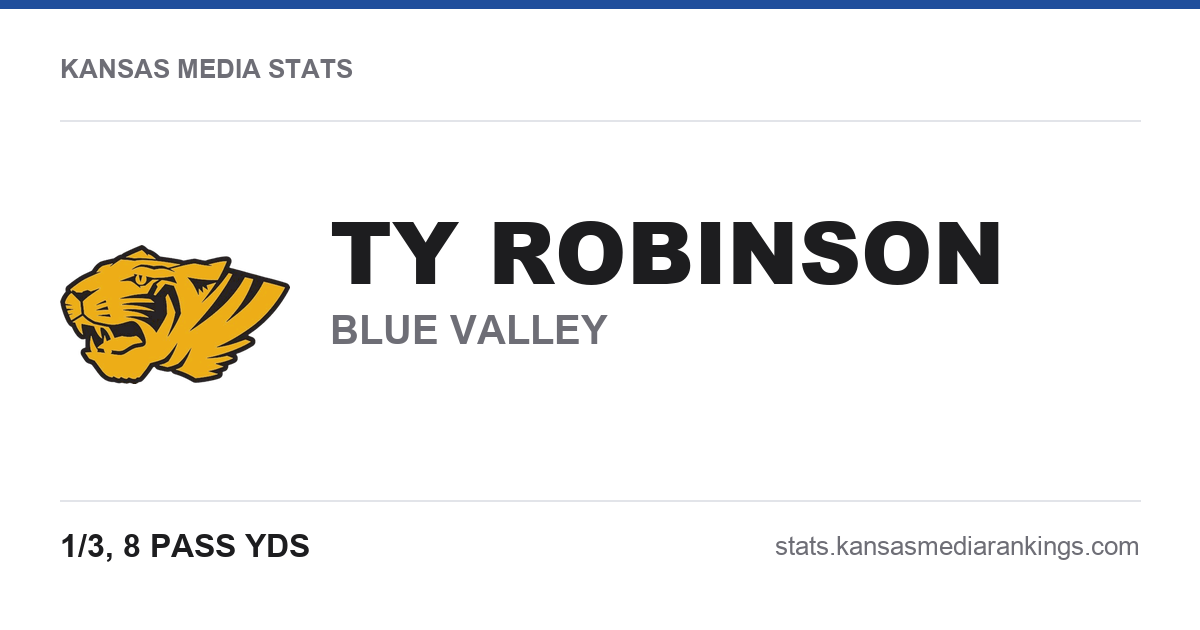 KANSAS MEDIA STATS
TY ROBINSON
BLUE VALLEY
1/3, 8 PASS YDS
stats.kansasmediarankings.com